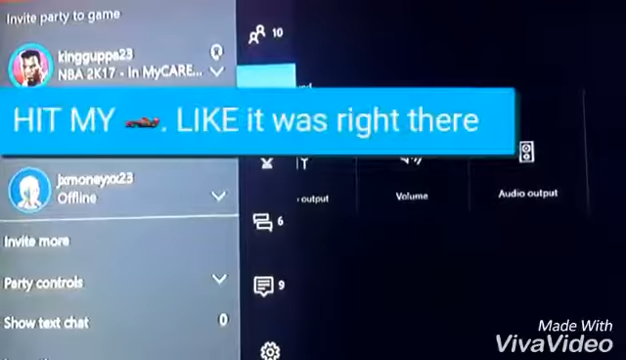 Invite party to game
kingguppa23
NBA 2K17 - In MyCARE...
10
HIT MY 🏎. LIKE it was right there
output
Volume
Audio output
jxmoneyxx23
Offline
6
Invite more
Party controls
9
Show text chat
0
Made With
VivaVideo